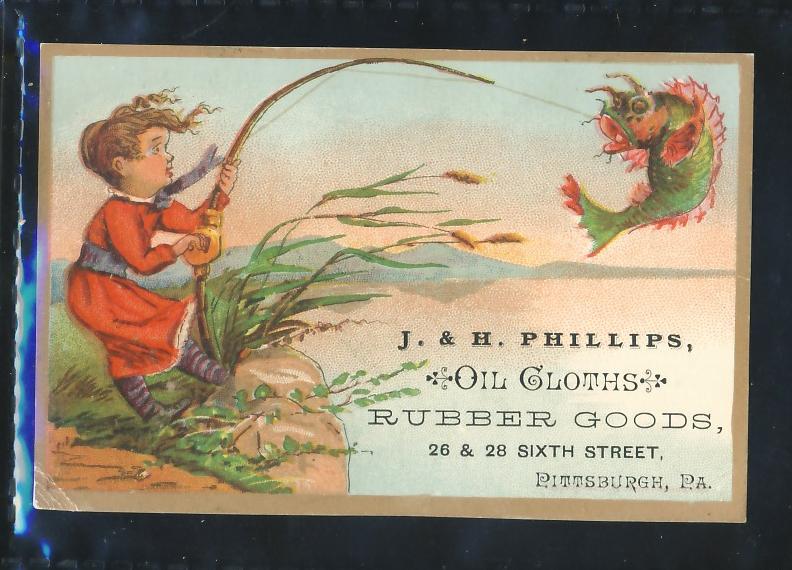 J. & H. PHILLIPS,
OIL CLOTHS
RUBBER GOODS,
26 & 28 SIXTH STREET,
PITTSBURGH, PA.